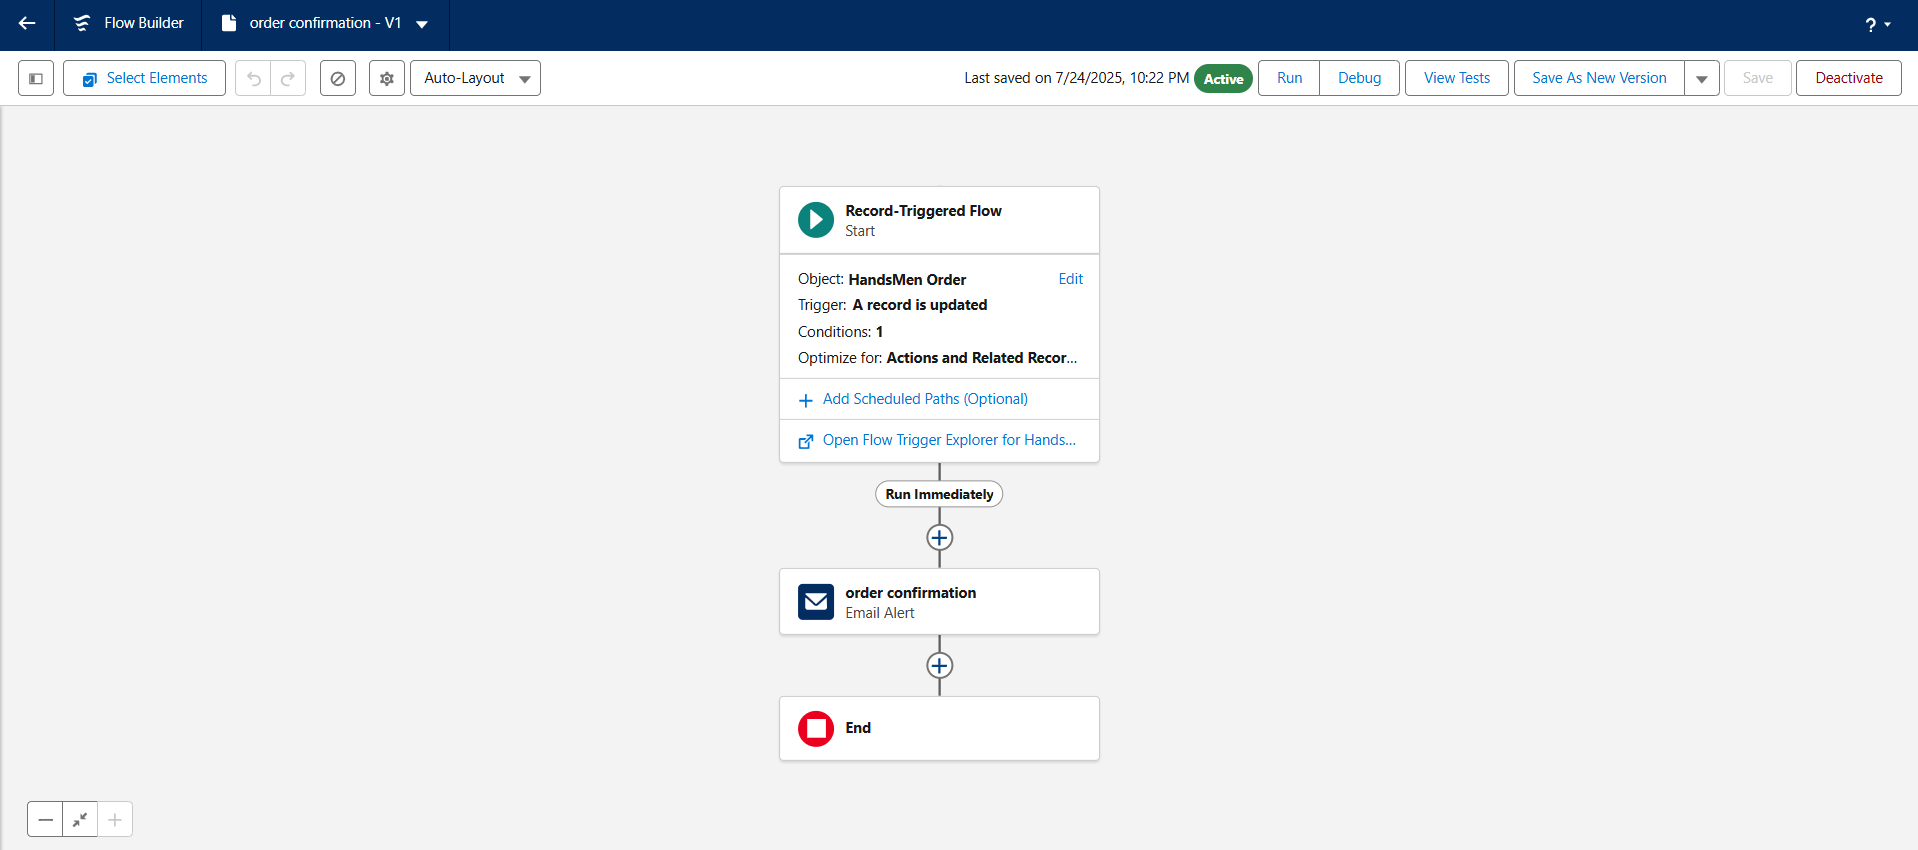 Flow Builder
order confirmation - V1
?
Select Elements
Auto-Layout
Last saved on 7/24/2025, 10:22 PM
Active
Run
Debug
View Tests
Save As New Version
Save
Deactivate
Record-Triggered Flow
Start
Object: HandsMen Order
Edit
Trigger: A record is updated
Conditions: 1
Optimize for: Actions and Related Recor...
Add Scheduled Paths (Optional)
Open Flow Trigger Explorer for Hands...
Run Immediately
order confirmation
Email Alert
End